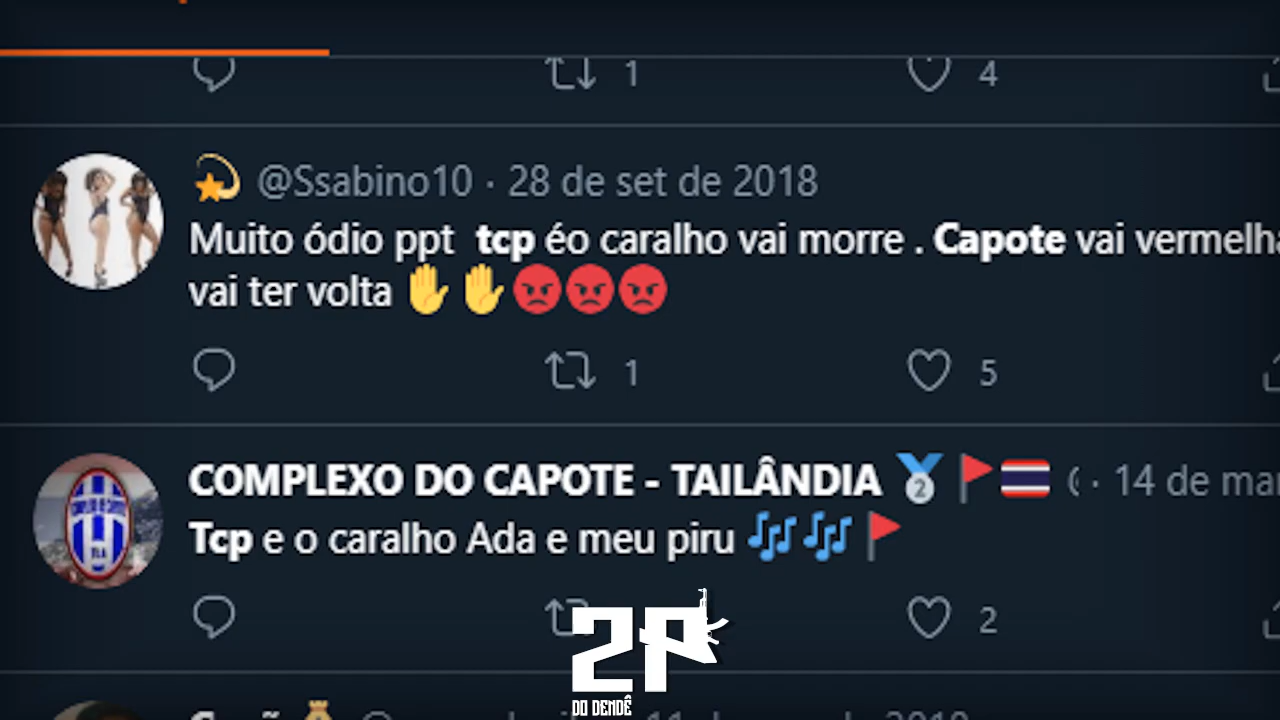 1 4
@Ssabino10 · 28 de set de 2018
Muito ódio ppt tcp éo caralho vai morre . Capote vai
vai ter volta
1 5
COMPLEXO DO CAPOTE - TAILÂNDIA · 14 de
Tcp e o caralho Ada e meu piru
2
2P
DO DENDÊ